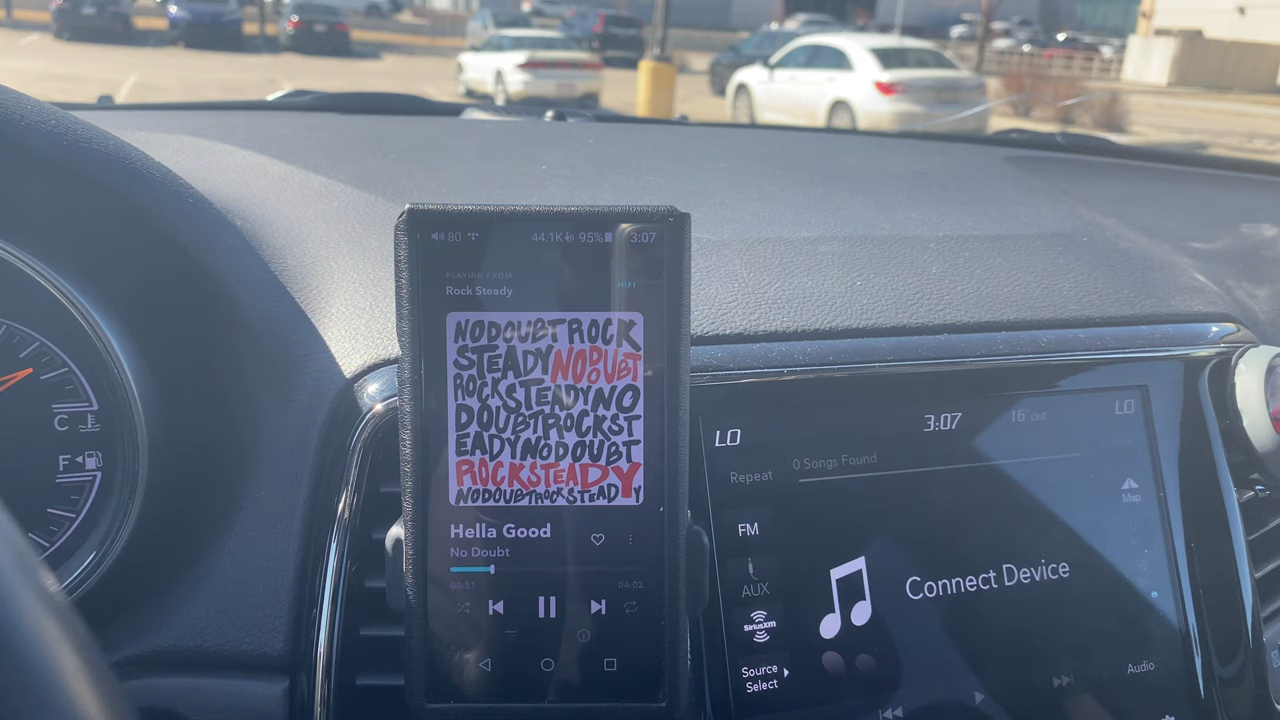 C
F
80
44.1K 95% 3:07
PLAYING FROM
Rock Steady
HIFI
NODOUBTROCK
STEADYNODOUBT
ROCKSTEADYNO
DOUBTROCKST
EADYNODOUBT
ROCKSTEADY
NODOUBTROCKSTEADY
Hella Good
No Doubt
00:51 04:02
LO 3:07 16° out LO
Repeat 0 Songs Found
Map
FM
AUX
Connect Device
SiriusXM
Source
Select
Audio